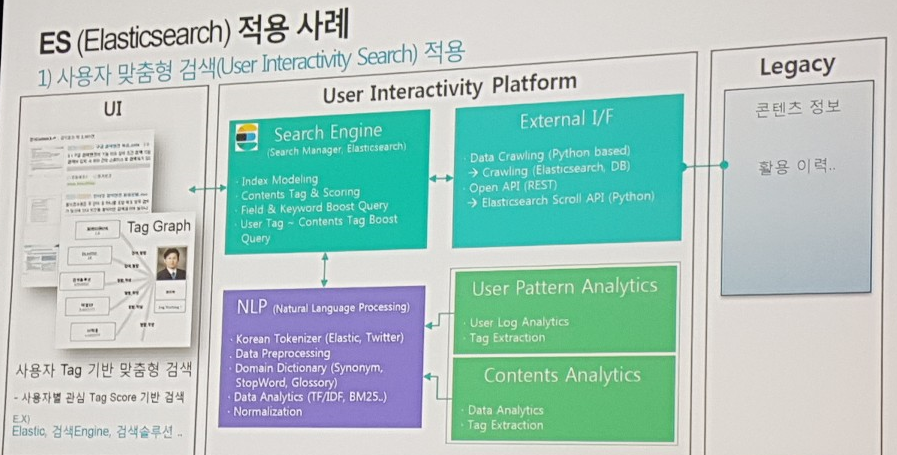 ES (Elasticsearch) 적용 사례
1) 사용자 맞춤형 검색(User Interactivity Search) 적용
UI
Tag Graph
사용자 Tag 기반 맞춤형 검색
- 사용자별 관심 Tag Score 기반 검색
E.X)
Elastic, 검색Engine, 검색솔루션 ..
User Interactivity Platform
Search Engine
(Search Manager, Elasticsearch)
· Index Modeling
· Contents Tag & Scoring
· Field & Keyword Boost Query
· User Tag ~ Contents Tag Boost
Query
External I/F
· Data Crawling (Python based)
→ Crawling (Elasticsearch, DB)
· Open API (REST)
→ Elasticsearch Scroll API (Python)
NLP (Natural Language Processing)
· Korean Tokenizer (Elastic, Twitter)
· Data Preprocessing
· Domain Dictionary (Synonym,
StopWord, Glossory)
· Data Analytics (TF/IDF, BM25..)
· Normalization
User Pattern Analytics
· User Log Analytics
· Tag Extraction
Contents Analytics
· Data Analytics
· Tag Extraction
Legacy
콘텐츠 정보
활용 이력..